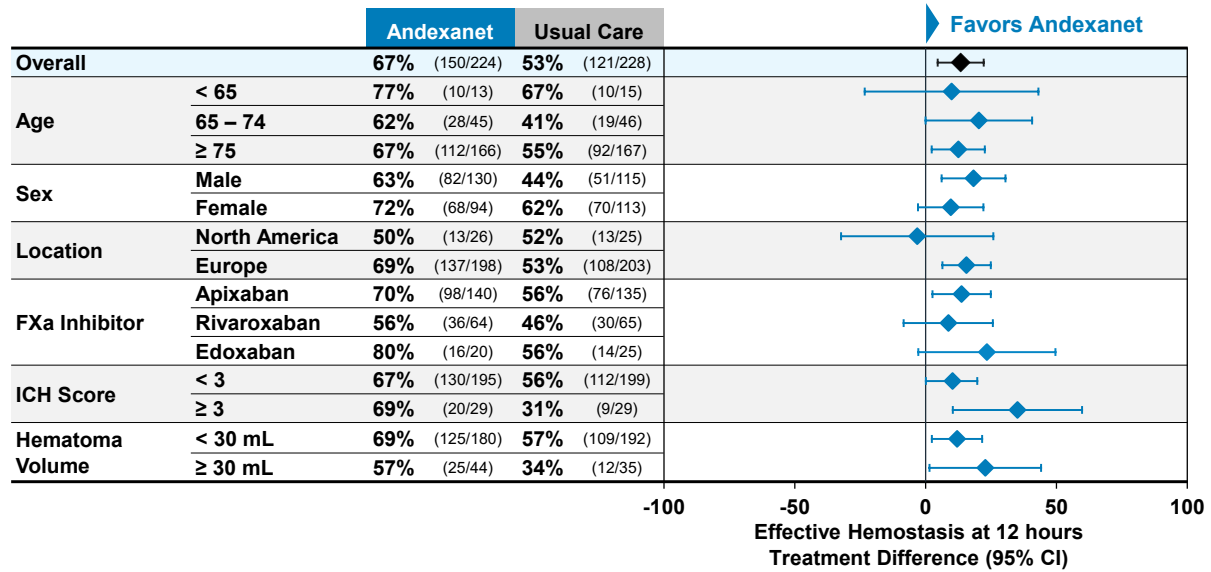 Favors Andexanet
Andexanet Usual Care
Overall 67% (150/224) 53% (121/228)
Age
< 65 77% (10/13) 67% (10/15)
65 – 74 62% (28/45) 41% (19/46)
≥ 75 67% (112/166) 55% (92/167)
Sex
Male 63% (82/130) 44% (51/115)
Female 72% (68/94) 62% (70/113)
Location
North America 50% (13/26) 52% (13/25)
Europe 69% (137/198) 53% (108/203)
FXa Inhibitor
Apixaban 70% (98/140) 56% (76/135)
Rivaroxaban 56% (36/64) 46% (30/65)
Edoxaban 80% (16/20) 56% (14/25)
ICH Score
< 3 67% (130/195) 56% (112/199)
≥ 3 69% (20/29) 31% (9/29)
Hematoma
Volume
< 30 mL 69% (125/180) 57% (109/192)
≥ 30 mL 57% (25/44) 34% (12/35)
-100 -50 0 50 100
Effective Hemostasis at 12 hours
Treatment Difference (95% CI)